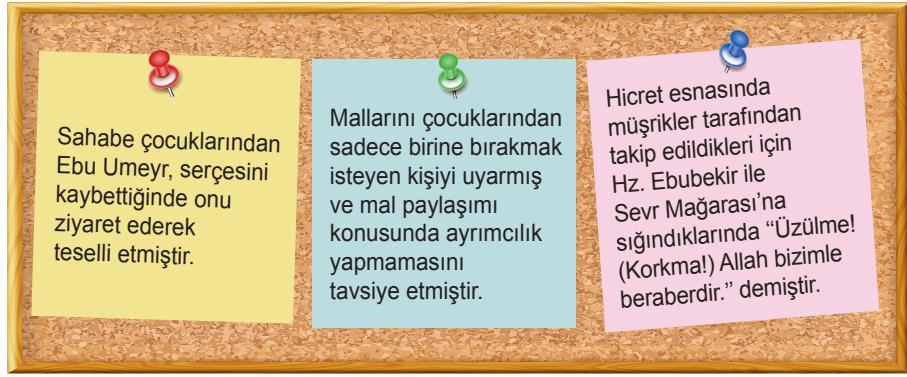 Sahabe çocuklarından
Ebu Umeyr, serçesini
kaybettiğinde onu
ziyaret ederek
teselli etmiştir.
Mallarını çocuklarından
sadece birine bırakmak
isteyen kişiyi uyarmış
ve mal paylaşımı
konusunda ayrımcılık
yapmamasını
tavsiye etmiştir.
Hicret esnasında
müşrikler tarafından
takip edildikleri için
Hz. Ebubekir ile
Sevr Mağarası’na
sığındıklarında “Üzülme!
(Korkma!) Allah bizimle
beraberdir.” demiştir.